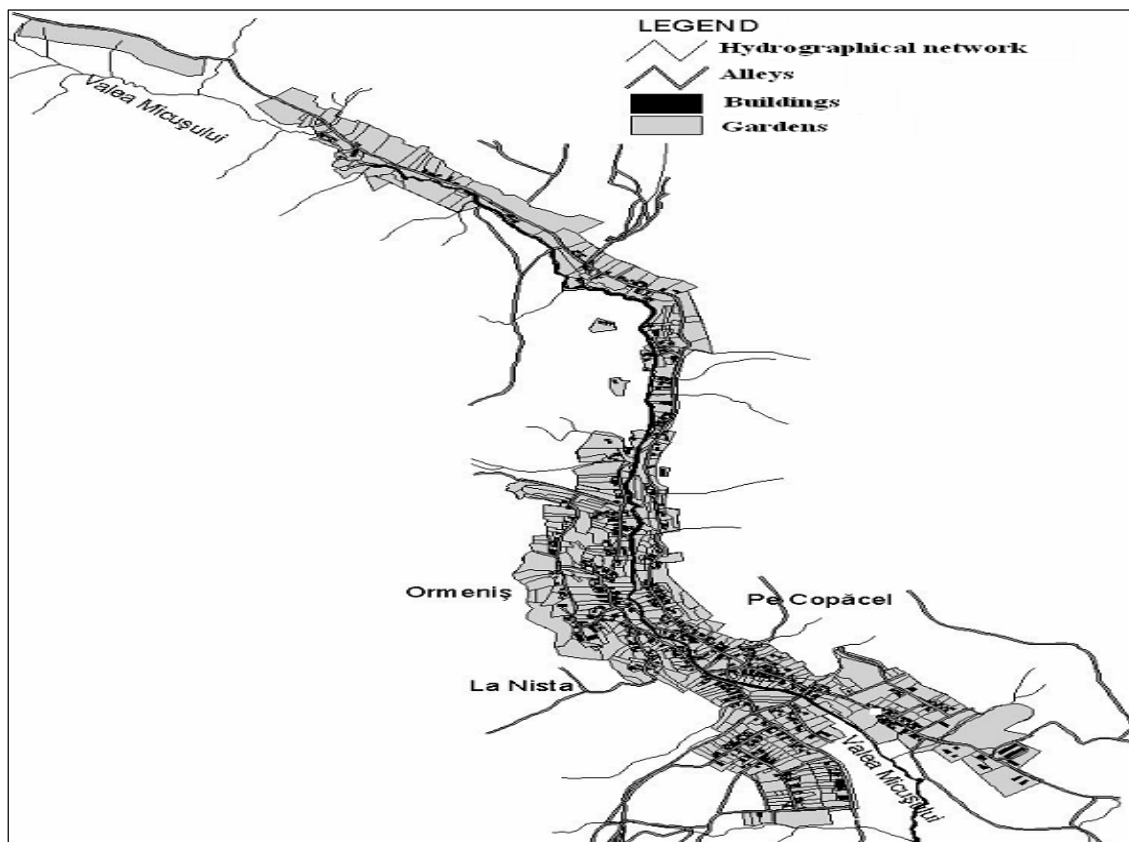 LEGEND
Hydrographical network
Alleys
Buildings
Gardens
Valea Micuşului
Ormeniş
Pe Copăcel
La Nista
Valea Micuşului